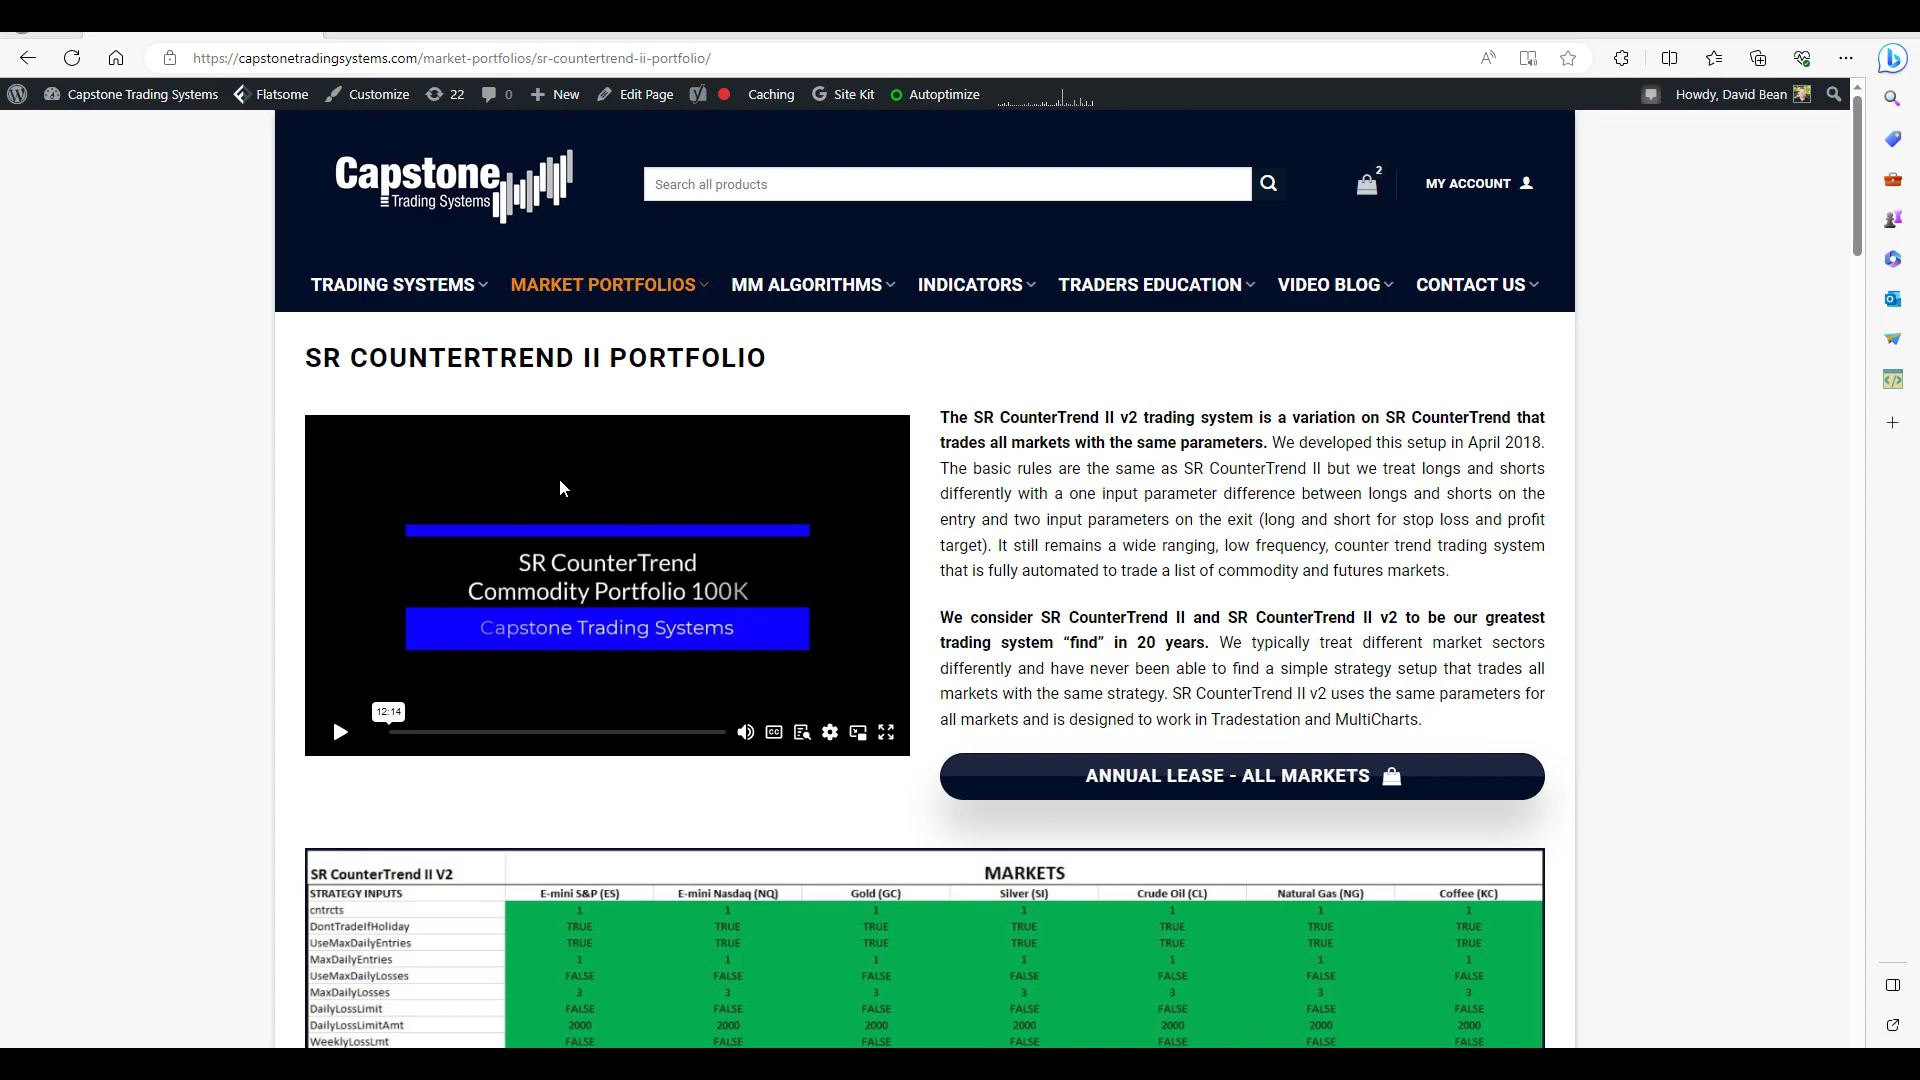 https://capstonetradingsystems.com/market-portfolios/sr-countertrend-ii-portfolio/
Capstone Trading Systems Flatsome Customize 22 0 New Edit Page Caching Site Kit Autoptimize Howdy, David Bean
Capstone
Trading Systems
Search all products
2
MY ACCOUNT
TRADING SYSTEMS MARKET PORTFOLIOS MM ALGORITHMS INDICATORS TRADERS EDUCATION VIDEO BLOG CONTACT US
SR COUNTERTREND II PORTFOLIO
SR CounterTrend
Commodity Portfolio 100K
Capstone Trading Systems
12:14
CC
The SR CounterTrend II v2 trading system is a variation on SR CounterTrend that
trades all markets with the same parameters. We developed this setup in April 2018.
The basic rules are the same as SR CounterTrend II but we treat longs and shorts
differently with a one input parameter difference between longs and shorts on the
entry and two input parameters on the exit (long and short for stop loss and profit
target). It still remains a wide ranging, low frequency, counter trend trading system
that is fully automated to trade a list of commodity and futures markets.
We consider SR CounterTrend II and SR CounterTrend II v2 to be our greatest
trading system “find” in 20 years. We typically treat different market sectors
differently and have never been able to find a simple strategy setup that trades all
markets with the same strategy. SR CounterTrend II v2 uses the same parameters for
all markets and is designed to work in Tradestation and MultiCharts.
ANNUAL LEASE - ALL MARKETS
SR CounterTrend II V2 MARKETS
STRATEGY INPUTS E-mini S&P (ES) E-mini Nasdaq (NQ) Gold (GC) Silver (SI) Crude Oil (CL) Natural Gas (NG) Coffee (KC)
cntrcts 1 1 1 1 1 1 1
DontTradeIfHoliday TRUE TRUE TRUE TRUE TRUE TRUE TRUE
UseMaxDailyEntries TRUE TRUE TRUE TRUE TRUE TRUE TRUE
MaxDailyEntries 1 1 1 1 1 1 1
UseMaxDailyLosses FALSE FALSE FALSE FALSE FALSE FALSE FALSE
MaxDailyLosses 3 3 3 3 3 3 3
DailyLossLimit FALSE FALSE FALSE FALSE FALSE FALSE FALSE
DailyLossLimitAmt 2000 2000 2000 2000 2000 2000 2000
WeeklyLossLmt FALSE FALSE FALSE FALSE FALSE FALSE FALSE